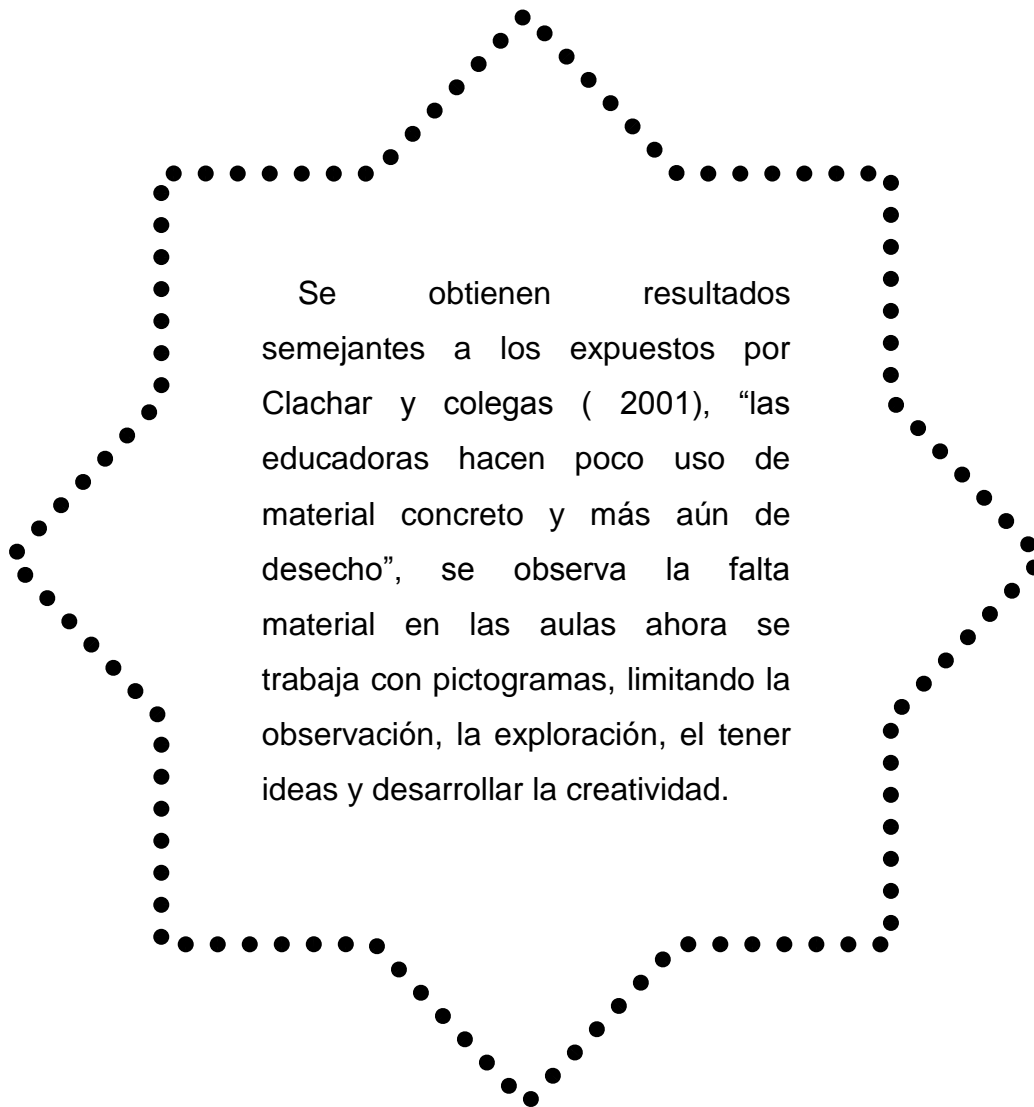 Se obtienen resultados
semejantes a los expuestos por
Clachar y colegas ( 2001), “las
educadoras hacen poco uso de
material concreto y más aún de
desecho”, se observa la falta
material en las aulas ahora se
trabaja con pictogramas, limitando la
observación, la exploración, el tener
ideas y desarrollar la creatividad.